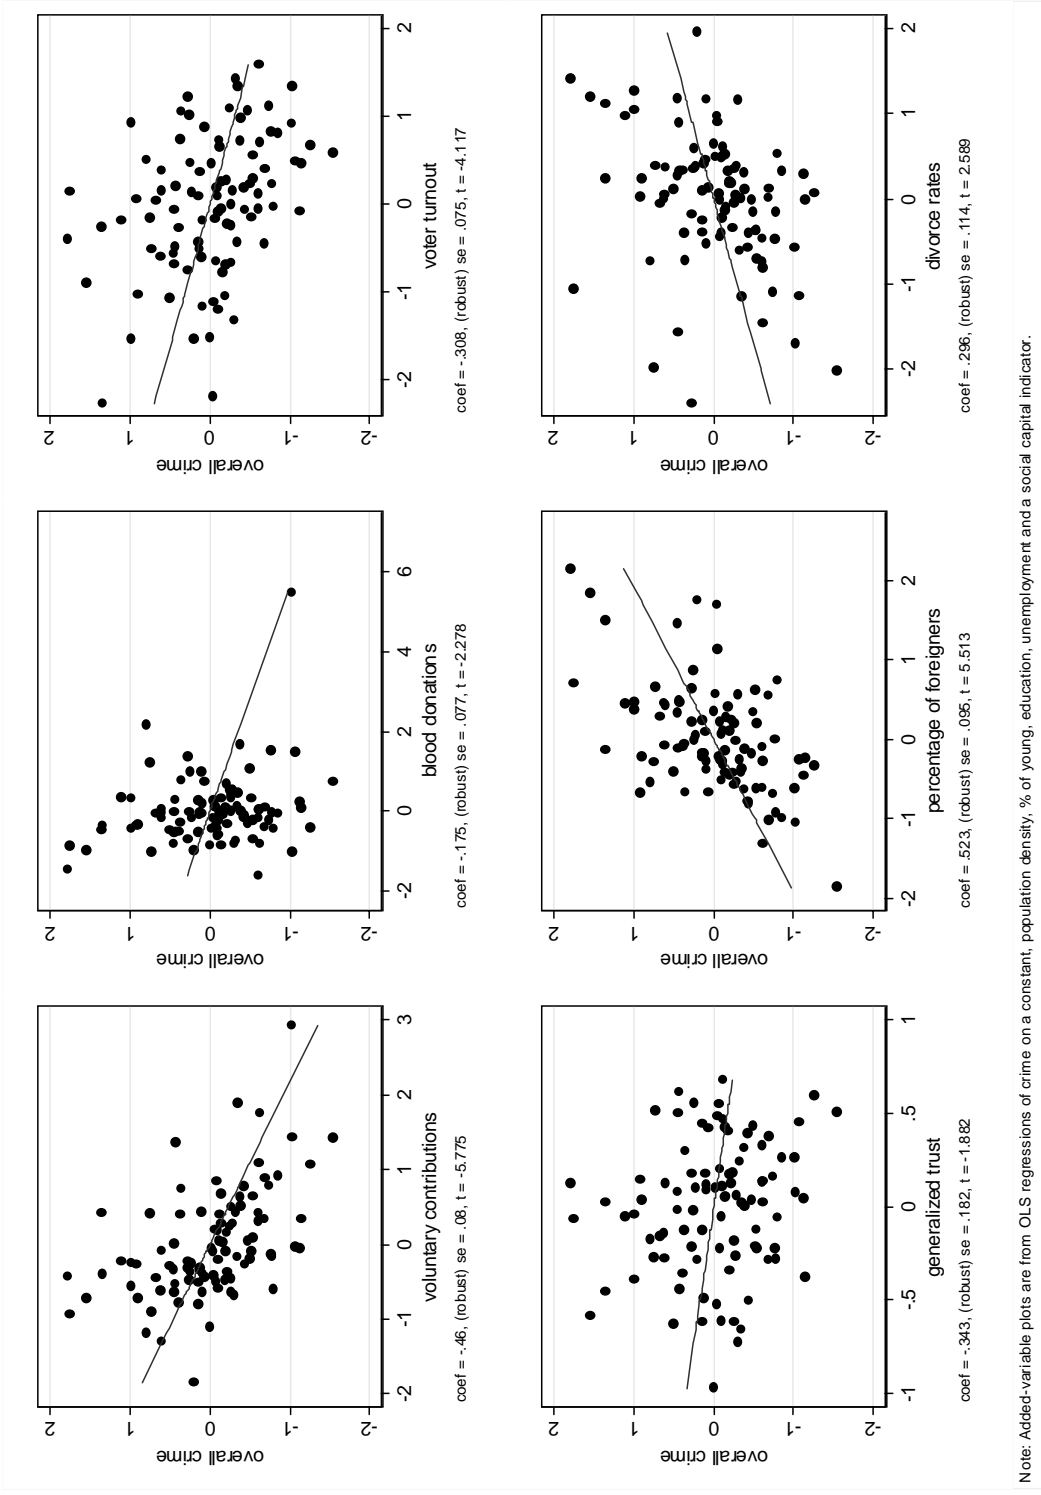 overall crime
2
1
0
-1
-2
-2 -1 0 1 2 3
voluntary contributions
coef = -.46, (robust) se = .08, t = -5.775
overall crime
2
1
0
-1
-2
-2 0 2 4 6
blood donations
coef = -.175, (robust) se = .077, t = -2.278
overall crime
2
1
0
-1
-2
-2 -1 0 1 2
voter turnout
coef = -.308, (robust) se = .075, t = -4.117
overall crime
2
1
0
-1
-2
-1 -.5 0 .5 1
generalized trust
coef = -.343, (robust) se = .182, t = -1.882
overall crime
2
1
0
-1
-2
-2 -1 0 1 2
percentage of foreigners
coef = .523, (robust) se = .095, t = 5.513
overall crime
2
1
0
-1
-2
-2 -1 0 1 2
divorce rates
coef = .296, (robust) se = .114, t = 2.589
Note: Added-variable plots are from OLS regressions of crime on a constant, population density, % of young, education, unemployment and a social capital indicator.